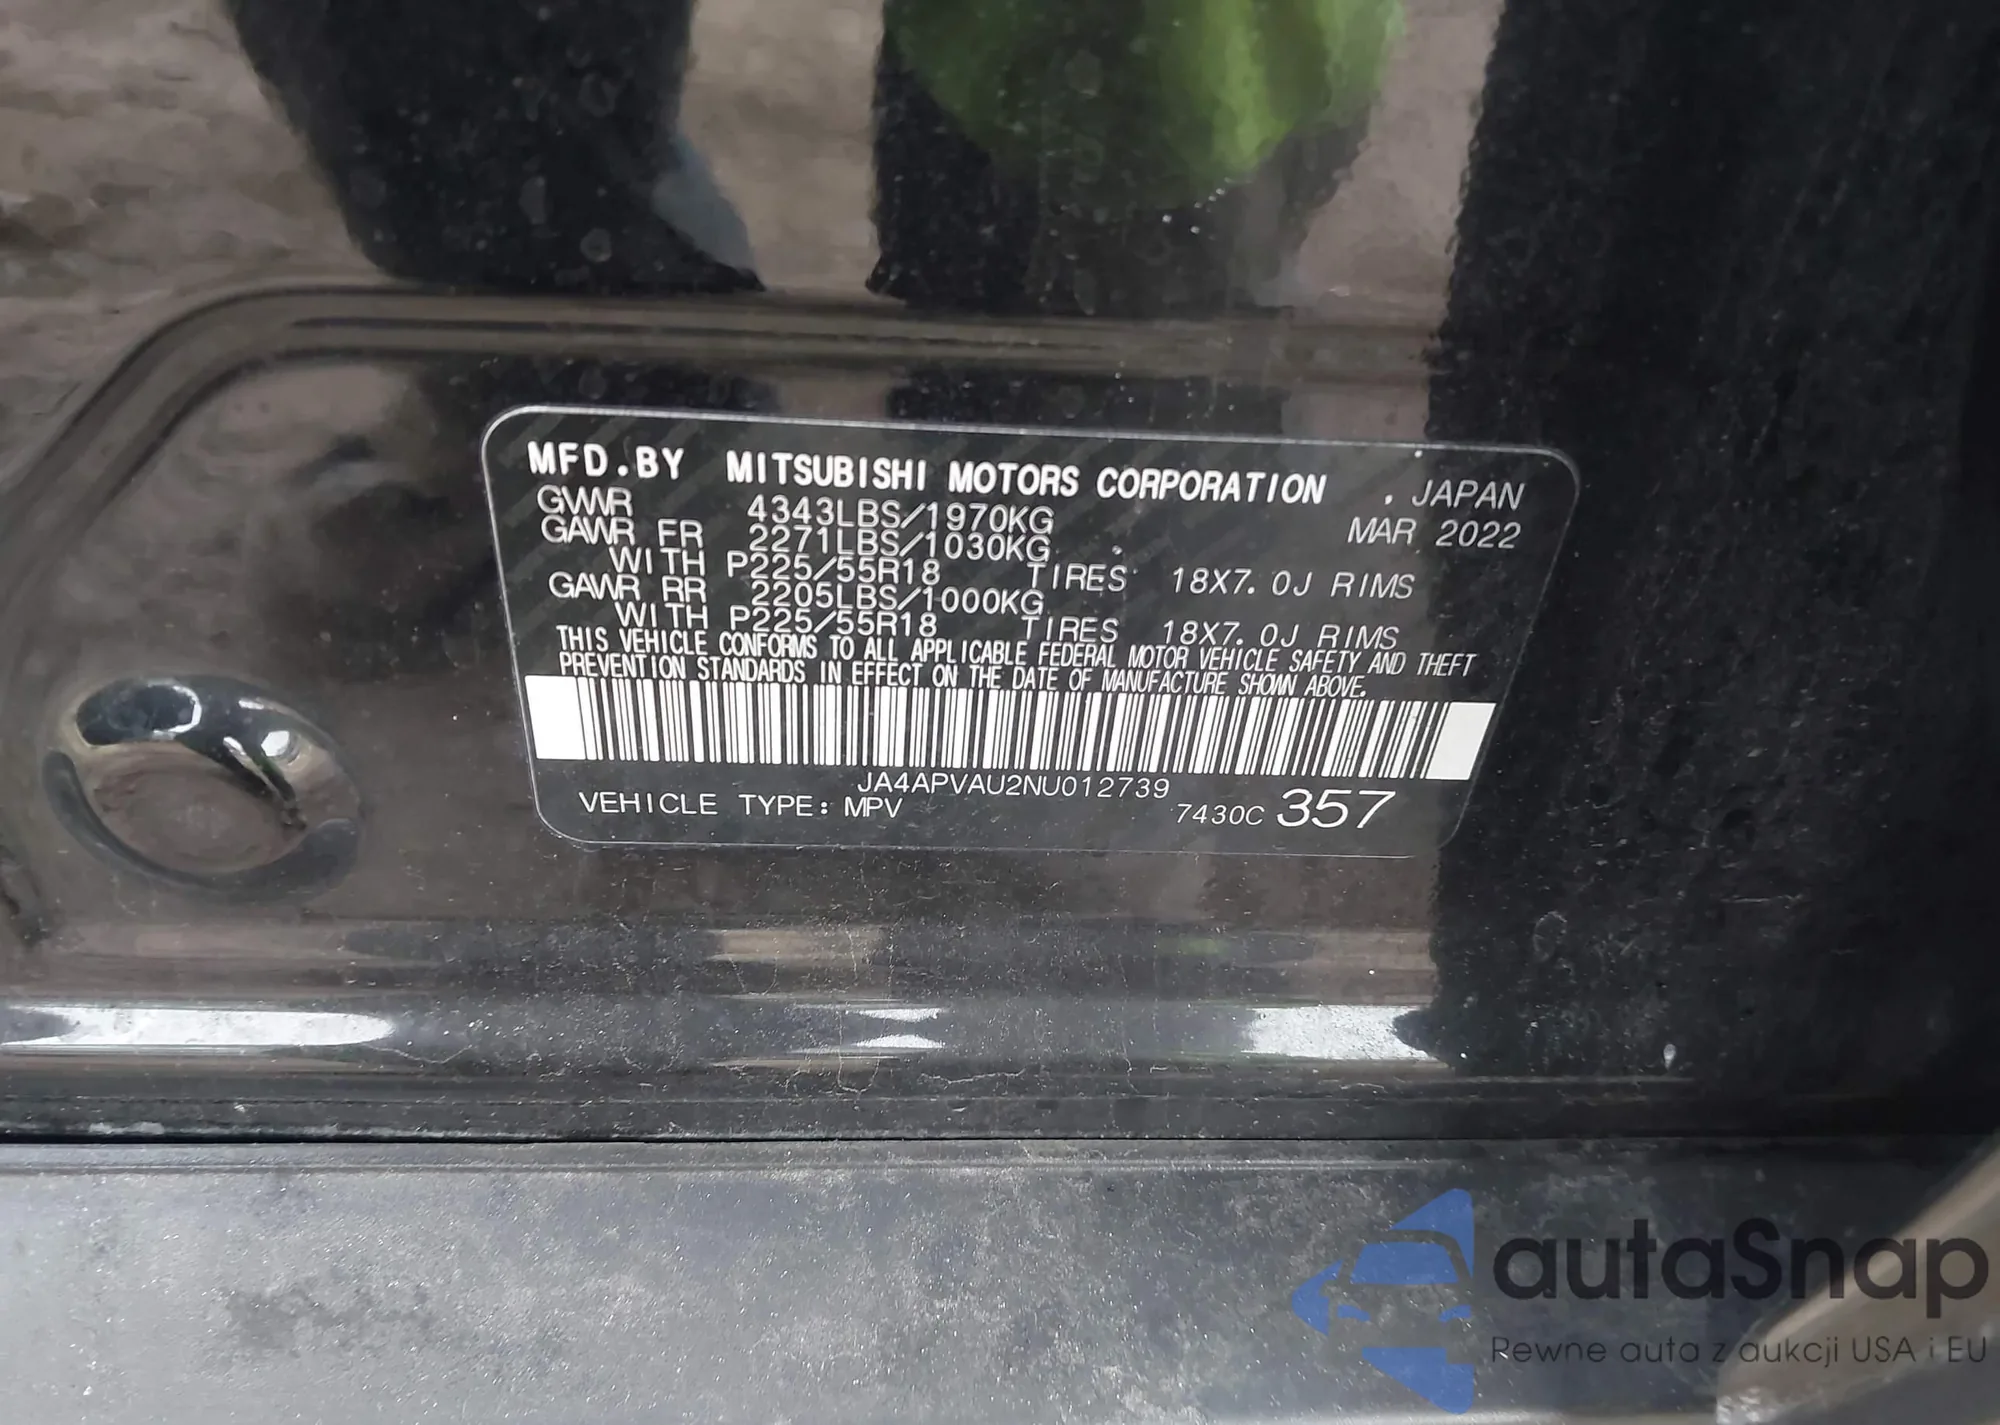 MFD.BY MITSUBISHI MOTORS CORPORATION . JAPAN
GVWR 4343LBS/1970KG MAR 2022
GAWR FR 2271LBS/1030KG
WITH P225/55R18 TIRES 18X7.0J RIMS
GAWR RR 2205LBS/1000KG
WITH P225/55R18 TIRES 18X7.0J RIMS
THIS VEHICLE CONFORMS TO ALL APPLICABLE FEDERAL MOTOR VEHICLE SAFETY AND THEFT
PREVENTION STANDARDS IN EFFECT ON THE DATE OF MANUFACTURE SHOWN ABOVE.
JA4APVAU2NU012739
VEHICLE TYPE: MPV 7430C 357
autaSnap
Pewne auta z aukcji USA i EU